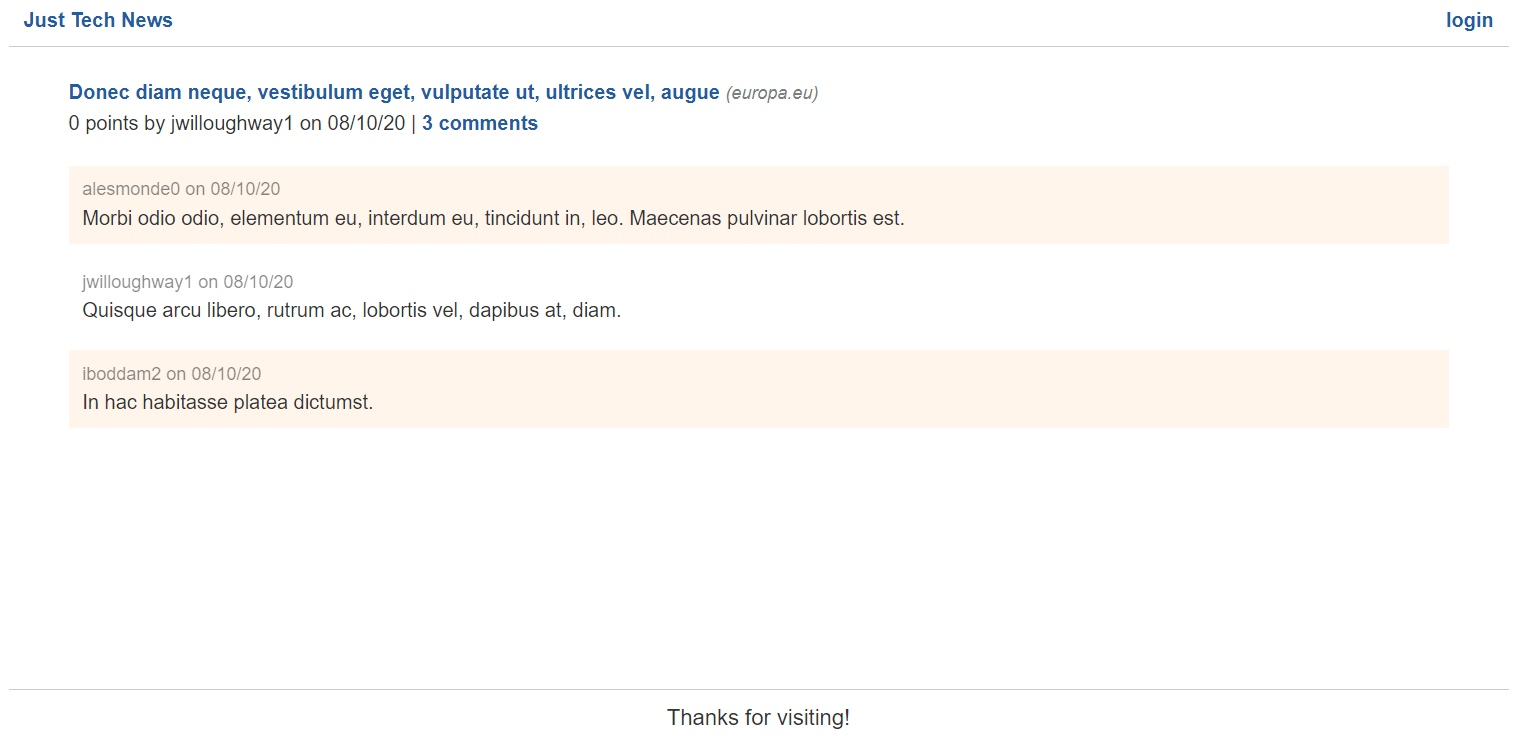 Just Tech News
login
Donec diam neque, vestibulum eget, vulputate ut, ultrices vel, augue (europa.eu)
0 points by jwilloughway1 on 08/10/20 | 3 comments
alesmonde0 on 08/10/20
Morbi odio odio, elementum eu, interdum eu, tincidunt in, leo. Maecenas pulvinar lobortis est.
jwilloughway1 on 08/10/20
Quisque arcu libero, rutrum ac, lobortis vel, dapibus at, diam.
iboddam2 on 08/10/20
In hac habitasse platea dictumst.
Thanks for visiting!